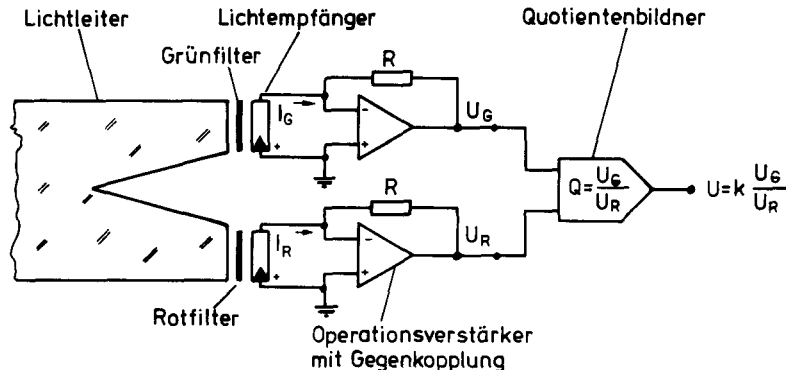 Lichtleiter
Lichtempfänger
Quotientenbildner
Grünfilter
R
I_G
-
+
+
U_G
Q=U_G/U_R
U=k U_G/U_R
R
I_R
-
+
+
U_R
Rotfilter
Operationsverstärker
mit Gegenkopplung